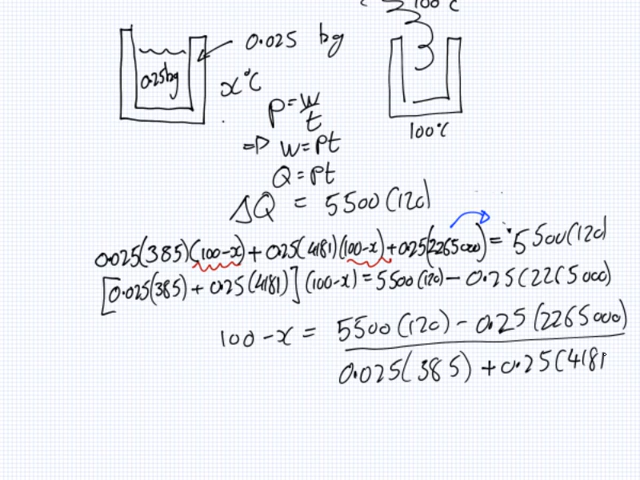 100°C
0.025 kg
0.25kg
x°C
100°C
P = W/t
=> W = Pt
Q = Pt
ΔQ = 5500(120)
0.025(385)(100-x) + 0.25(4181)(100-x) + 0.25(2265000) = 5500(120)
[0.025(385) + 0.25(4181)](100-x) = 5500(120) - 0.25(2265000)
100 - x = 5500(120) - 0.25(2265000)
0.025(385) + 0.25(4181